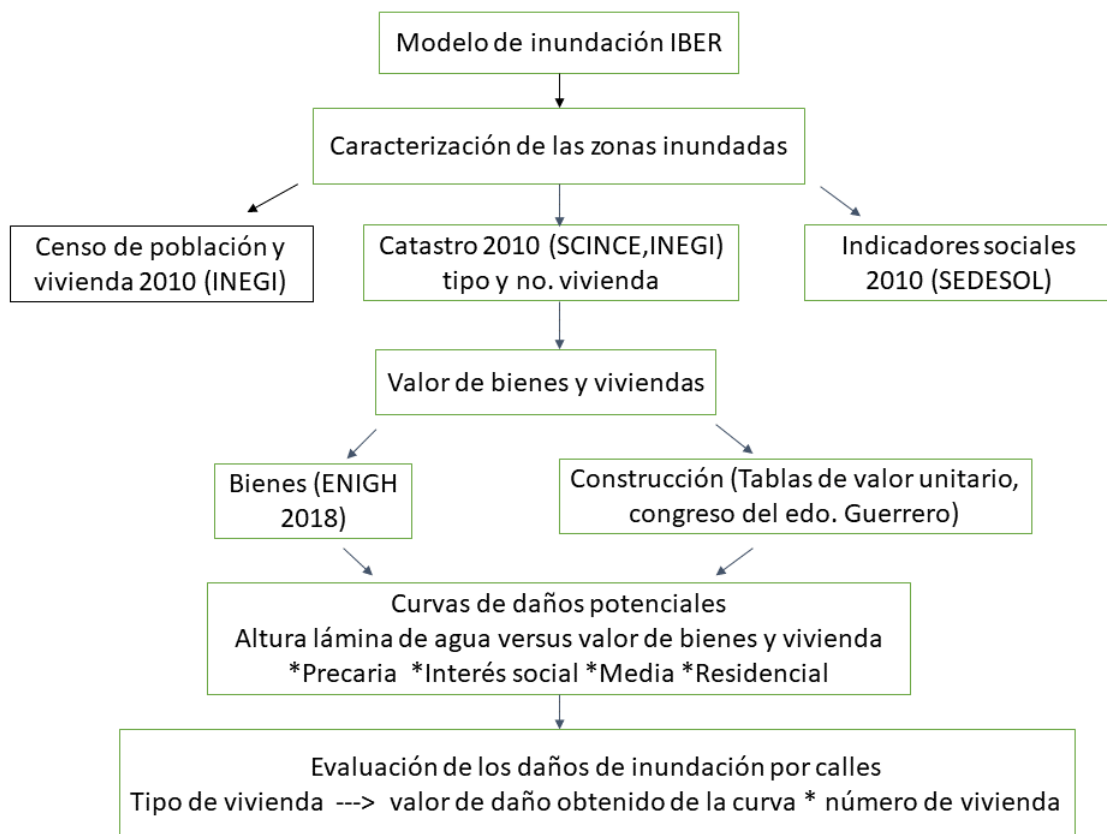 Modelo de inundación IBER
Caracterización de las zonas inundadas
Censo de población y
vivienda 2010 (INEGI)
Catastro 2010 (SCINCE,INEGI)
tipo y no. vivienda
Indicadores sociales
2010 (SEDESOL)
Valor de bienes y viviendas
Bienes (ENIGH
2018)
Construcción (Tablas de valor unitario,
congreso del edo. Guerrero)
Curvas de daños potenciales
Altura lámina de agua versus valor de bienes y vivienda
*Precaria *Interés social *Media *Residencial
Evaluación de los daños de inundación por calles
Tipo de vivienda ---> valor de daño obtenido de la curva * número de vivienda